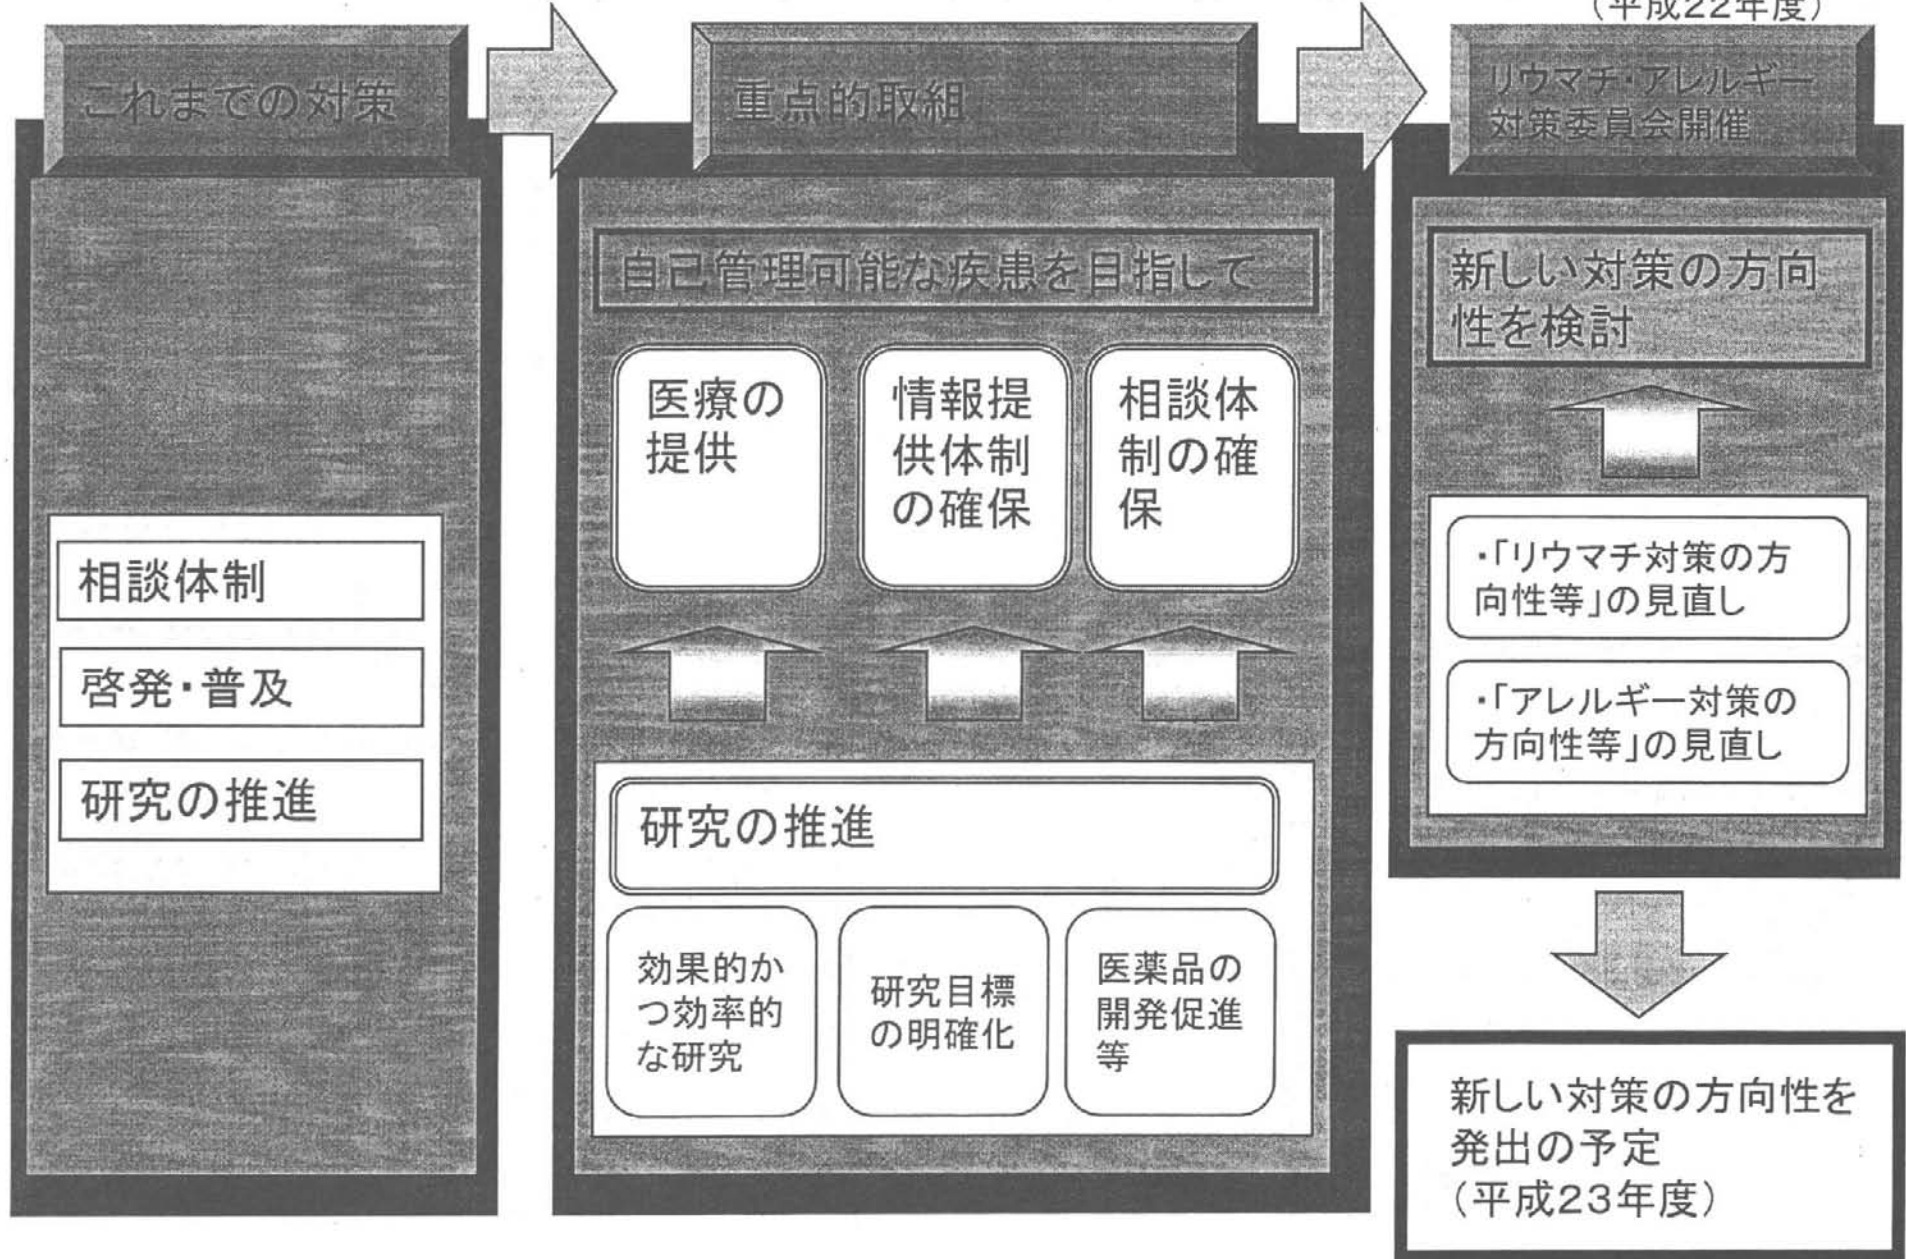 これまでの対策
相談体制
啓発・普及
研究の推進
重点的取組
自己管理可能な疾患を目指して
医療の
提供
情報提
供体制
の確保
相談体
制の確
保
研究の推進
効果的か
つ効率的
な研究
研究目標
の明確化
医薬品の
開発促進
等
(平成22年度)
リウマチ・アレルギー
対策委員会開催
新しい対策の方向
性を検討
・「リウマチ対策の方
向性等」の見直し
・「アレルギー対策の
方向性等」の見直し
新しい対策の方向性を
発出の予定
(平成23年度)